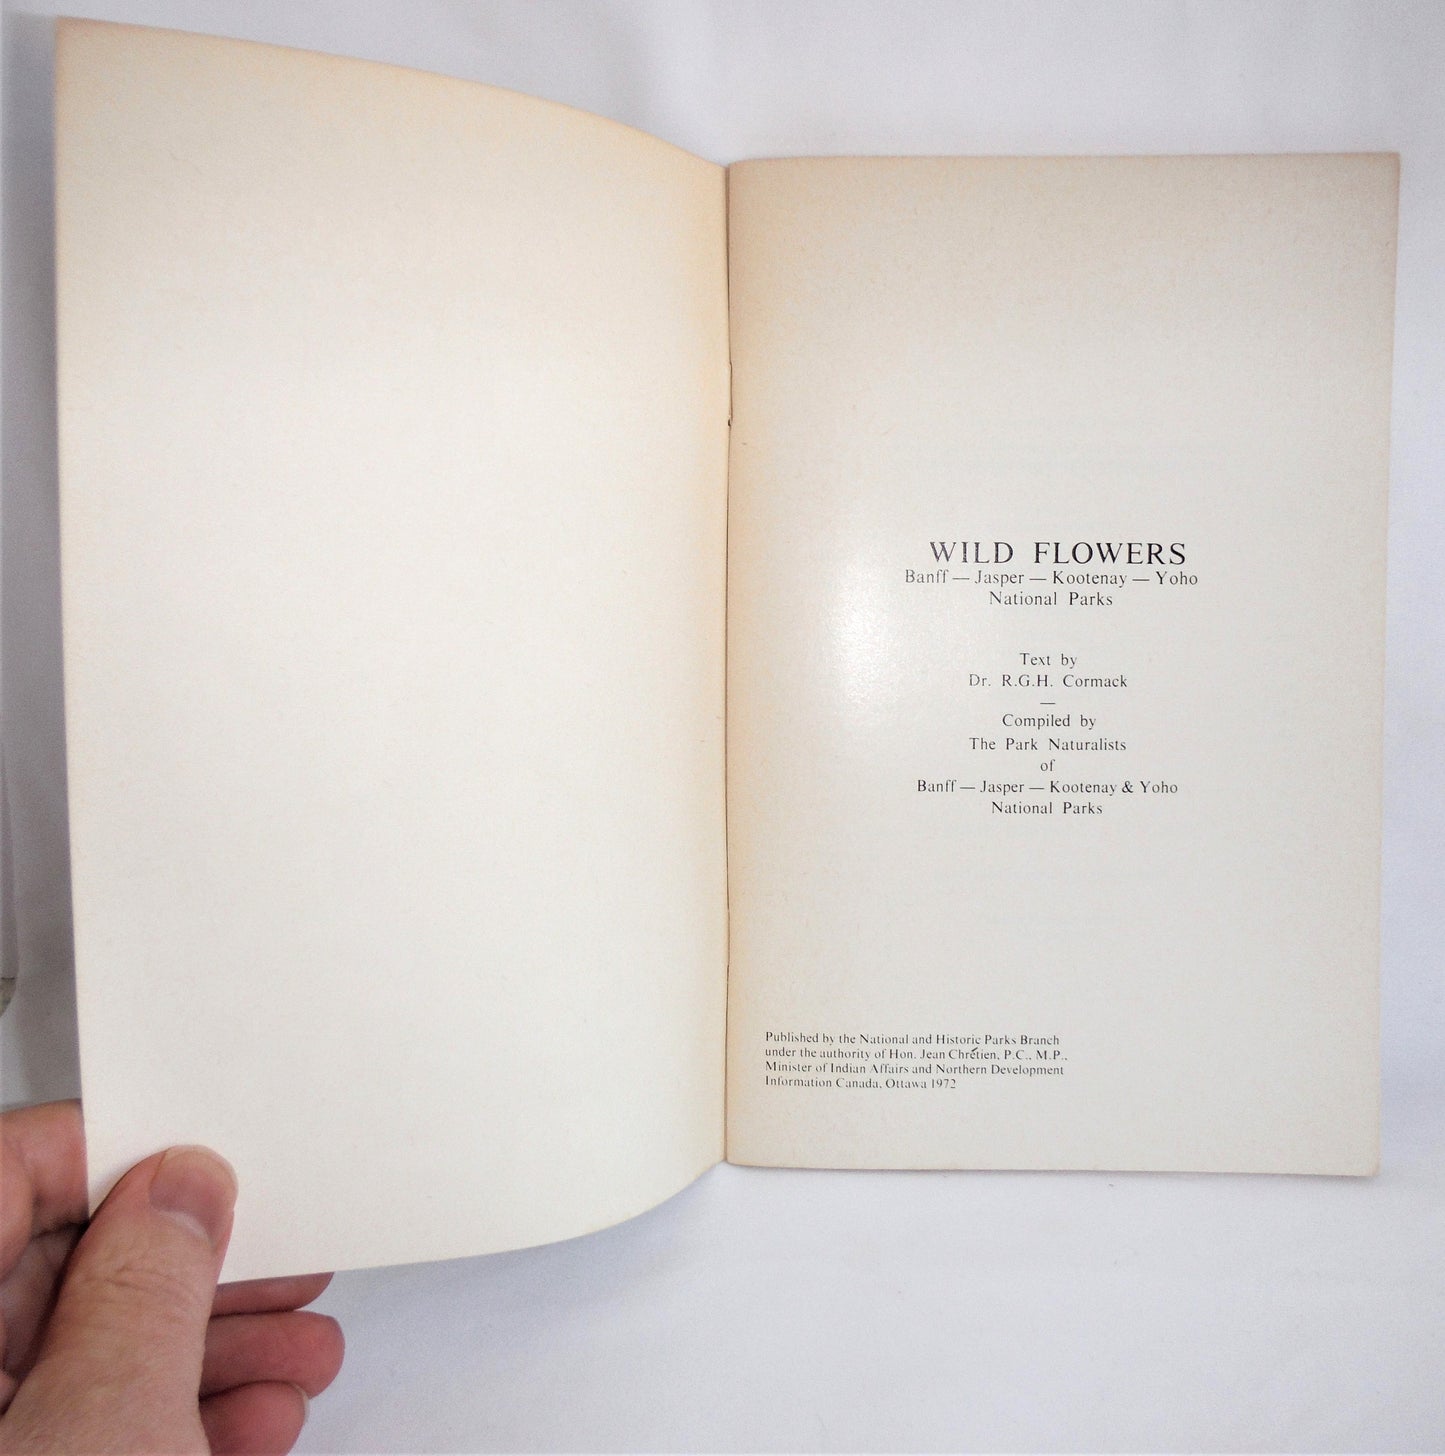 WILD FLOWERS
Banff — Jasper — Kootenay — Yoho
National Parks
Text by
Dr. R.G.H. Cormack
—
Compiled by
The Park Naturalists
of
Banff — Jasper — Kootenay & Yoho
National Parks
Published by the National and Historic Parks Branch
under the authority of Hon. Jean Chrétien, P.C., M.P.,
Minister of Indian Affairs and Northern Development
Information Canada, Ottawa 1972